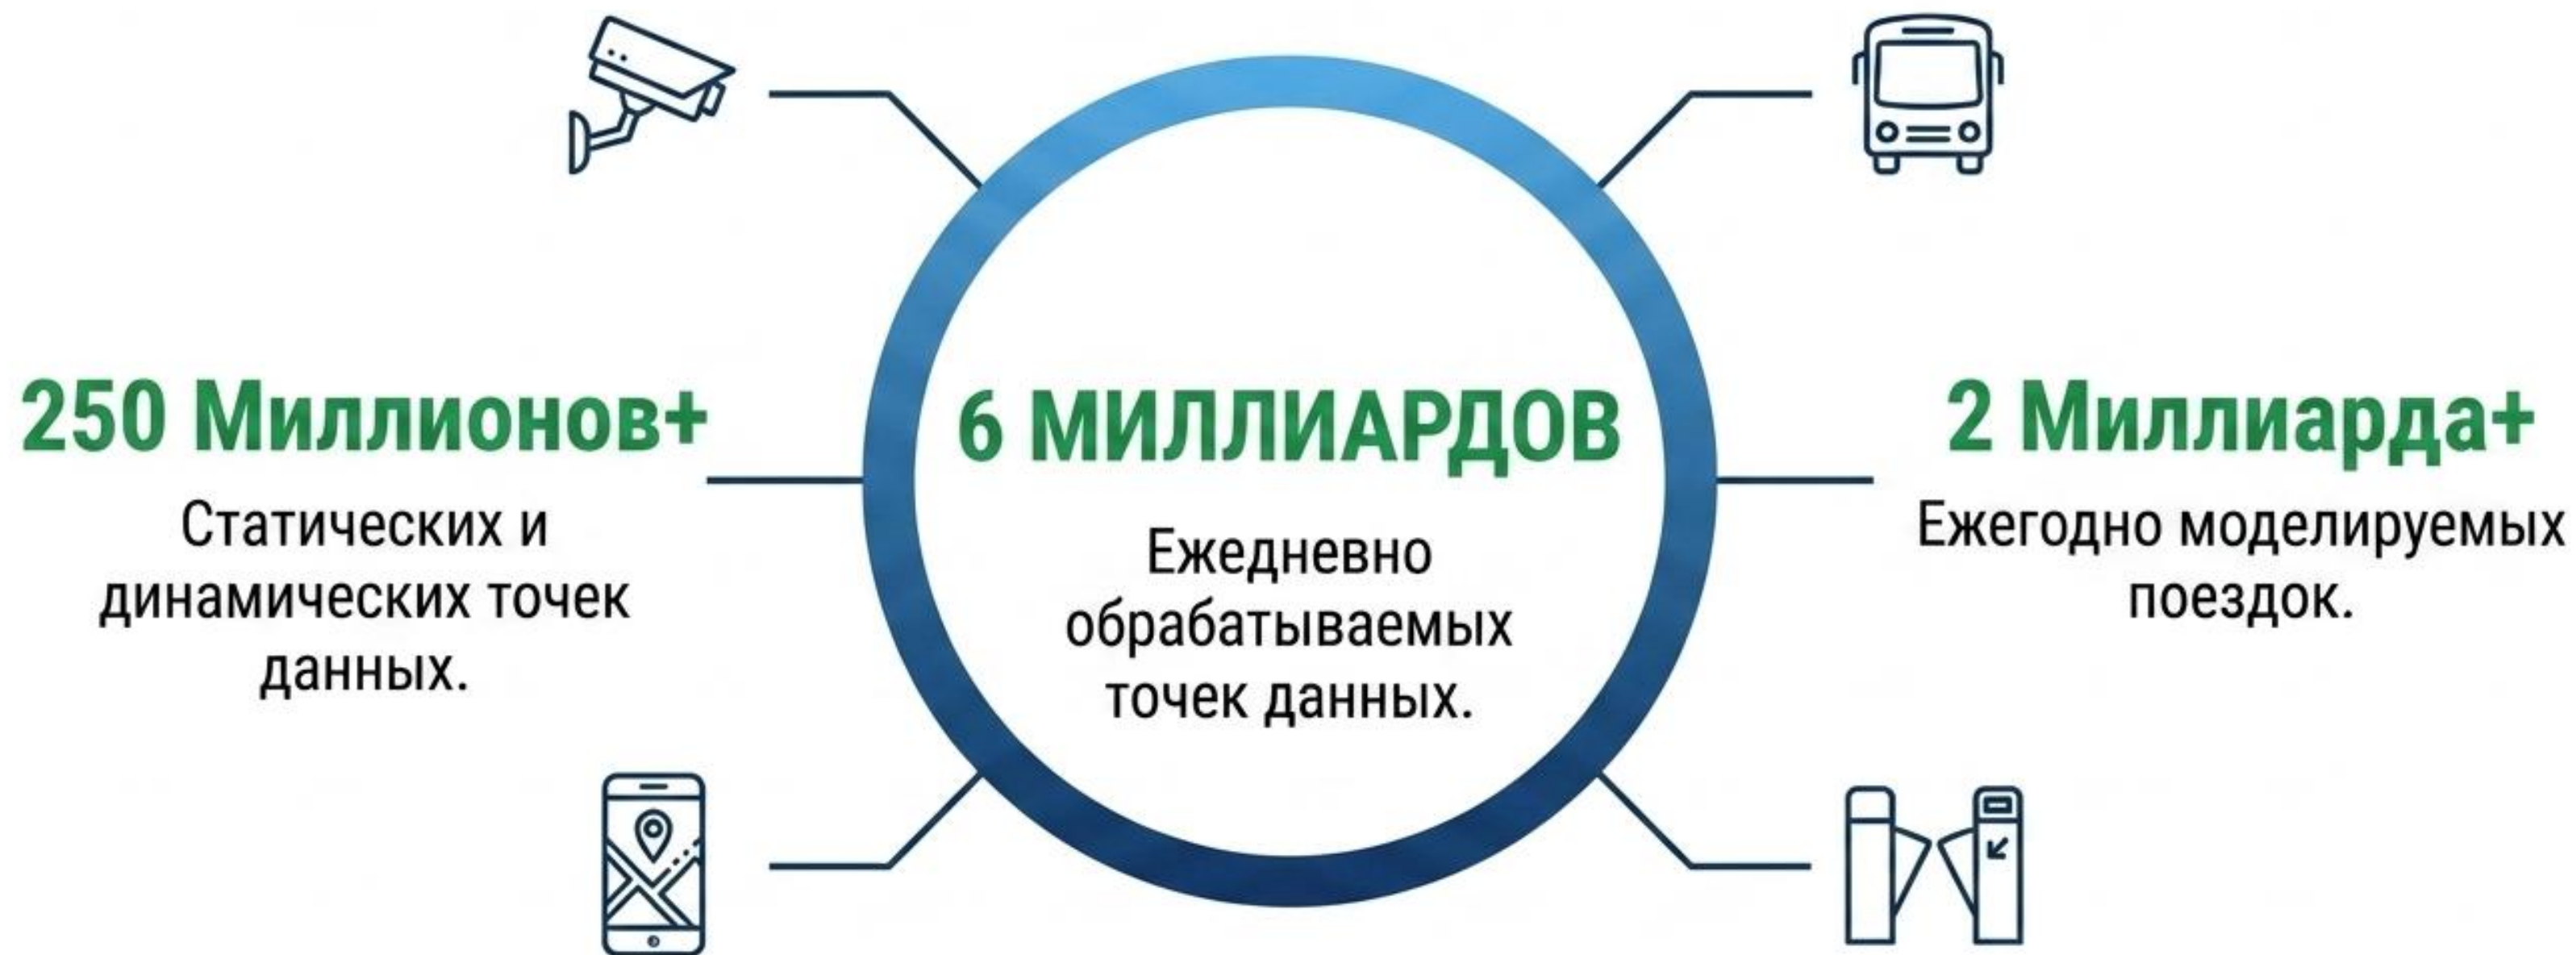 250 Миллионов+
Статических и
динамических точек
данных.
6 МИЛЛИАРДОВ
Ежедневно
обрабатываемых
точек данных.
2 Миллиарда+
Ежегодно моделируемых
поездок.